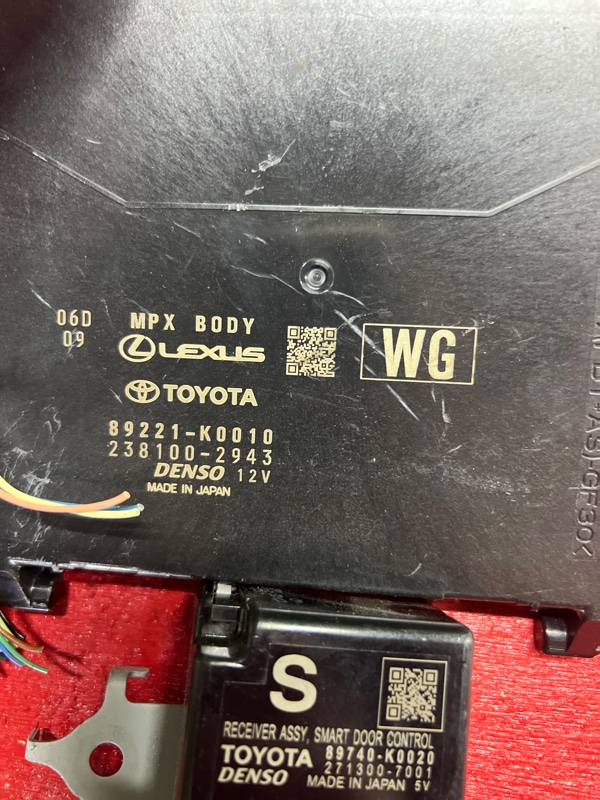 06D
09
MPX BODY
LEXUS
WG
TOYOTA
89221-K0010
238100-2943
DENSO 12V
MADE IN JAPAN
S
RECEIVER ASSY, SMART DOOR CONTROL
TOYOTA 89740-K0020
DENSO 271300-7001
MADE IN JAPAN 5V